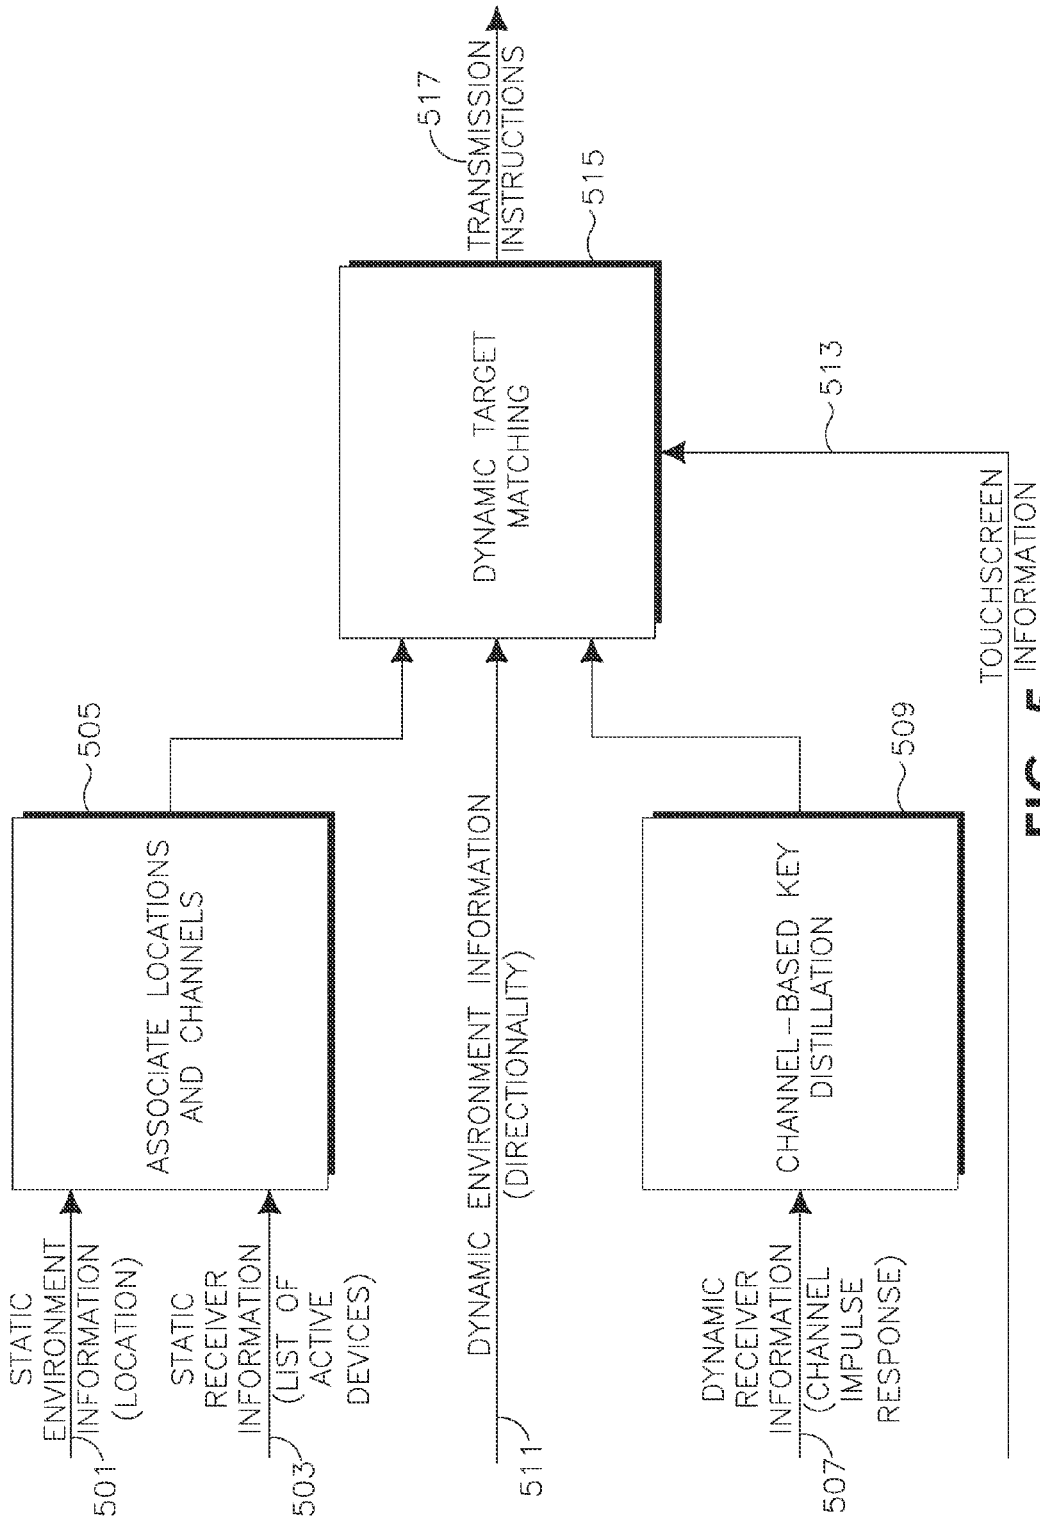 STATIC
ENVIRONMENT
INFORMATION
(LOCATION)
501
STATIC
RECEIVER
INFORMATION
(LIST OF
ACTIVE
DEVICES)
503
ASSOCIATE LOCATIONS
AND CHANNELS
505
DYNAMIC ENVIRONMENT INFORMATION
(DIRECTIONALITY)
511
DYNAMIC
RECEIVER
INFORMATION
(CHANNEL
IMPULSE
RESPONSE)
507
CHANNEL-BASED KEY
DISTILLATION
509
TOUCHSCREEN
INFORMATION
513
DYNAMIC TARGET
MATCHING
515
TRANSMISSION
INSTRUCTIONS
517
FIG. 5